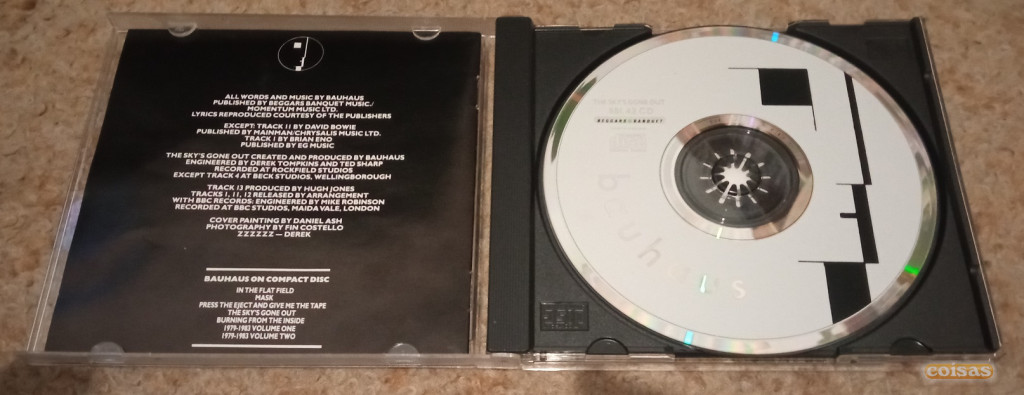 ALL WORDS AND MUSIC BY BAUHAUS
PUBLISHED BY BEGGARS BANQUET MUSIC./
MOMENTUM MUSIC LTD.
LYRICS REPRODUCED COURTESY OF THE PUBLISHERS
EXCEPT: TRACK 11 BY DAVID BOWIE
PUBLISHED BY MAINMAN/CHRYSALIS MUSIC LTD.
TRACK 1 BY BRIAN ENO
PUBLISHED BY EG MUSIC
THE SKY'S GONE OUT CREATED AND PRODUCED BY BAUHAUS
ENGINEERED BY DEREK TOMPKINS AND TED SHARP
RECORDED AT ROCKFIELD STUDIOS
EXCEPT TRACK 4 AT BECK STUDIOS, WELLINGBOROUGH
TRACK 13 PRODUCED BY HUGH JONES
TRACKS 1, 11, 12 RELEASED BY ARRANGEMENT
WITH BBC RECORDS: ENGINEERED BY MIKE ROBINSON
RECORDED AT BBC STUDIOS, MAIDA VALE, LONDON
COVER PAINTING BY DANIEL ASH
PHOTOGRAPHY BY FIN COSTELLO
ZZZZZZ — DEREK
BAUHAUS ON COMPACT DISC
IN THE FLAT FIELD
MASK
PRESS THE EJECT AND GIVE ME THE TAPE
THE SKY'S GONE OUT
BURNING FROM THE INSIDE
1979-1983 VOLUME ONE
1979-1983 VOLUME TWO
THE SKY'S GONE OUT
BEGGARS BANQUET
bauhaus
coisas